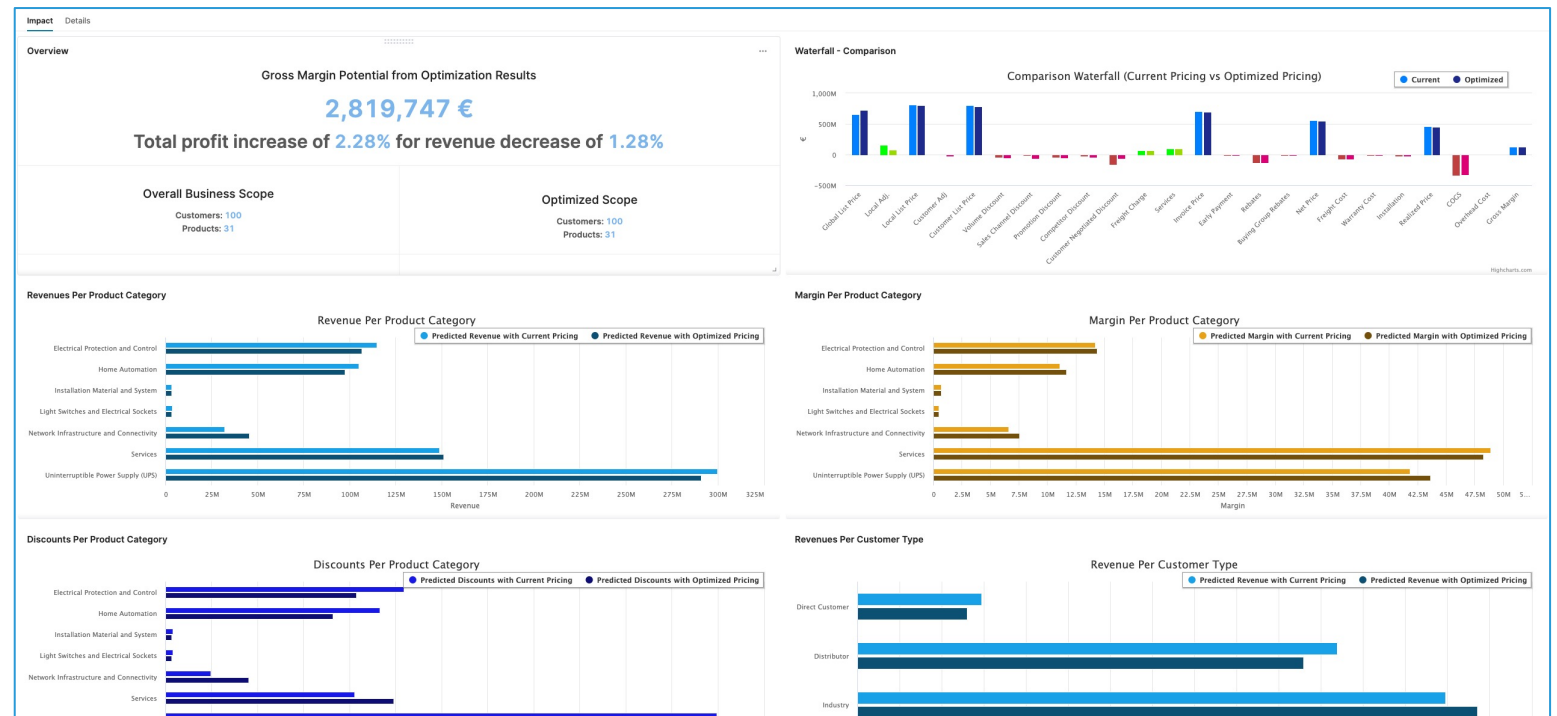 Impact Details
Overview
...
Gross Margin Potential from Optimization Results
2,819,747 €
Total profit increase of 2.28% for revenue decrease of 1.28%
Overall Business Scope
Customers: 100
Products: 31
Optimized Scope
Customers: 100
Products: 31
Waterfall - Comparison
Comparison Waterfall (Current Pricing vs Optimized Pricing)
Current Optimized
1,000M
500M
0
-500M
€
Global List Price
Local Adj.
Local List Price
Customer Adj
Customer List Price
Volume Discount
Sales Channel Discount
Promotion Discount
Competitor Discount
Customer Negotiated Discount
Freight Charge
Services
Invoice Price
Early Payment
Rebates
Buying Group Rebates
Net Price
Freight Cost
Warranty Cost
Installation
Realized Price
COGS
Overhead Cost
Gross Margin
Highcharts.com
Revenues Per Product Category
Revenue Per Product Category
Predicted Revenue with Current Pricing Predicted Revenue with Optimized Pricing
Electrical Protection and Control
Home Automation
Installation Material and System
Light Switches and Electrical Sockets
Network Infrastructure and Connectivity
Services
Uninterruptible Power Supply (UPS)
0 25M 50M 75M 100M 125M 150M 175M 200M 225M 250M 275M 300M 325M
Revenue
Margin Per Product Category
Margin Per Product Category
Predicted Margin with Current Pricing Predicted Margin with Optimized Pricing
Electrical Protection and Control
Home Automation
Installation Material and System
Light Switches and Electrical Sockets
Network Infrastructure and Connectivity
Services
Uninterruptible Power Supply (UPS)
0 2.5M 5M 7.5M 10M 12.5M 15M 17.5M 20M 22.5M 25M 27.5M 30M 32.5M 35M 37.5M 40M 42.5M 45M 47.5M 50M 5...
Margin
Discounts Per Product Category
Discounts Per Product Category
Predicted Discounts with Current Pricing Predicted Discounts with Optimized Pricing
Electrical Protection and Control
Home Automation
Installation Material and System
Light Switches and Electrical Sockets
Network Infrastructure and Connectivity
Services
Revenues Per Customer Type
Revenue Per Customer Type
Predicted Revenue with Current Pricing Predicted Revenue with Optimized Pricing
Direct Customer
Distributor
Industry